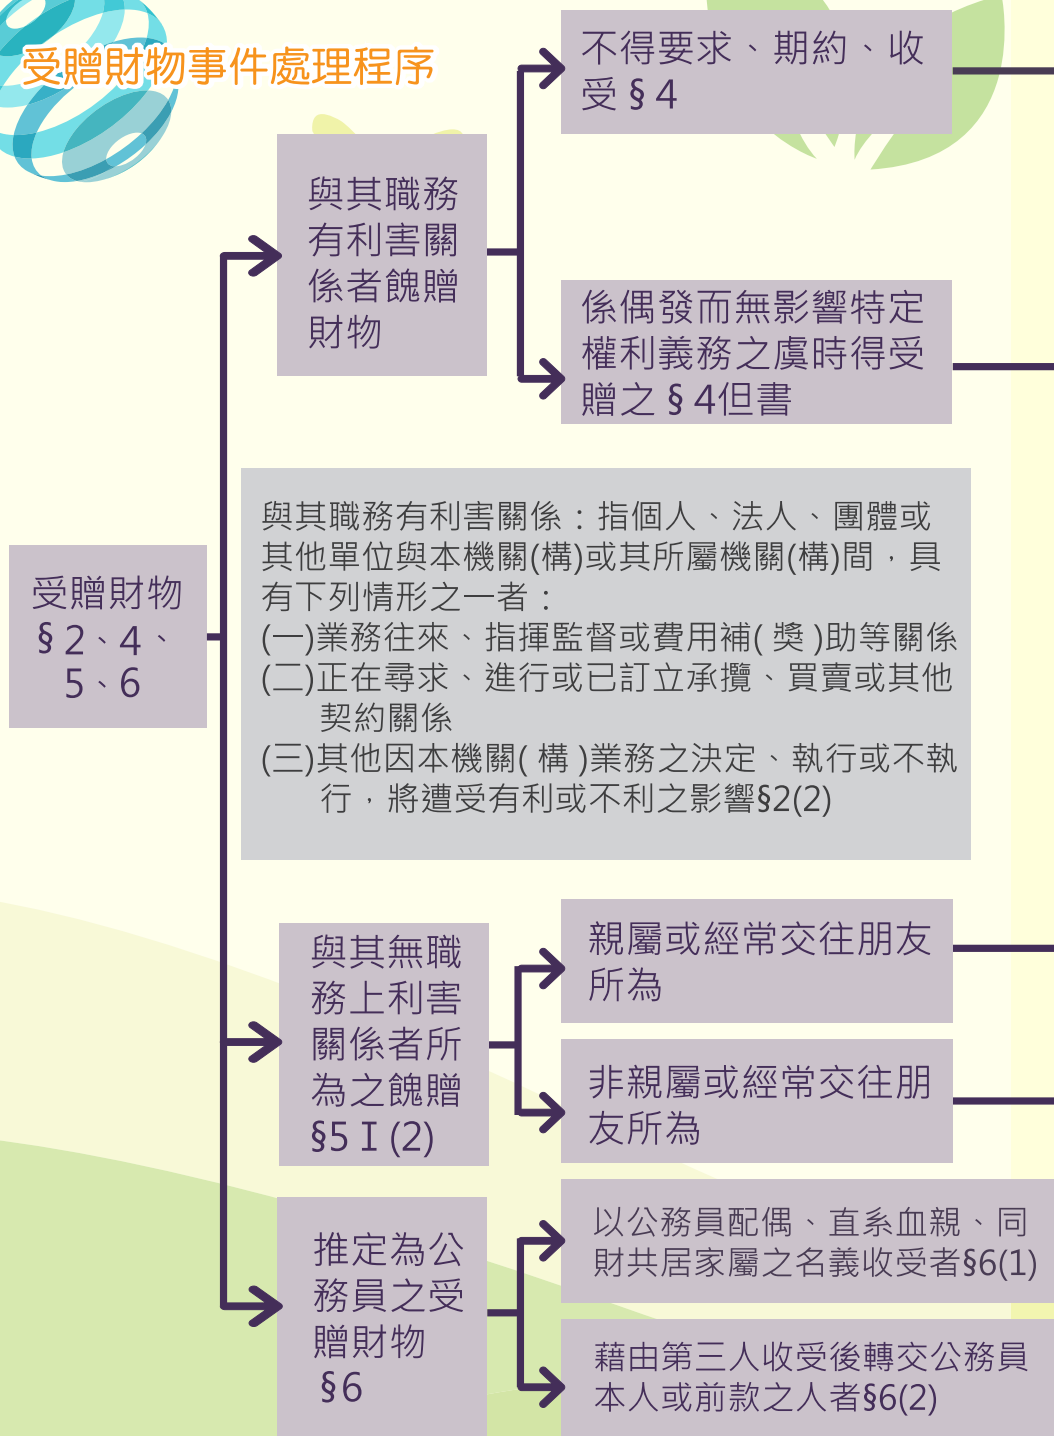 受贈財物事件處理程序
不得要求、期約、收
受§4
與其職務
有利害關
係者餽贈
財物
係偶發而無影響特定
權利義務之虞時得受
贈之§4但書
與其職務有利害關係：指個人、法人、團體或
其他單位與本機關(構)或其所屬機關(構)間，具
有下列情形之一者：
(一)業務往來、指揮監督或費用補(獎)助等關係
(二)正在尋求、進行或已訂立承攬、買賣或其他
契約關係
(三)其他因本機關(構)業務之決定、執行或不執
行，將遭受有利或不利之影響§2(2)
受贈財物
§2、4、
5、6
與其無職
務上利害
關係者所
為之餽贈
§5Ⅰ(2)
親屬或經常交往朋友
所為
非親屬或經常交往朋
友所為
推定為公
務員之受
贈財物
§6
以公務員配偶、直系血親、同
財共居家屬之名義收受者§6(1)
藉由第三人收受後轉交公務員
本人或前款之人者§6(2)